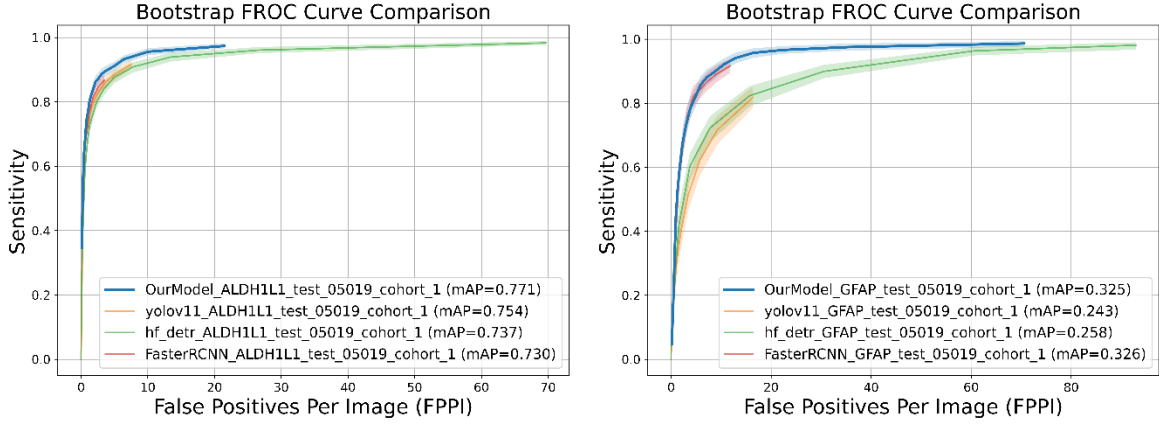 Bootstrap FROC Curve Comparison
1.0
0.8
0.6
0.4
0.2
0.0
Sensitivity
OurModel_ALDH1L1_test_05019_cohort_1 (mAP=0.771)
yolov11_ALDH1L1_test_05019_cohort_1 (mAP=0.754)
hf_detr_ALDH1L1_test_05019_cohort_1 (mAP=0.737)
FasterRCNN_ALDH1L1_test_05019_cohort_1 (mAP=0.730)
0 10 20 30 40 50 60 70
False Positives Per Image (FPPI)
Bootstrap FROC Curve Comparison
1.0
0.8
0.6
0.4
0.2
0.0
Sensitivity
OurModel_GFAP_test_05019_cohort_1 (mAP=0.325)
yolov11_GFAP_test_05019_cohort_1 (mAP=0.243)
hf_detr_GFAP_test_05019_cohort_1 (mAP=0.258)
FasterRCNN_GFAP_test_05019_cohort_1 (mAP=0.326)
0 20 40 60 80
False Positives Per Image (FPPI)